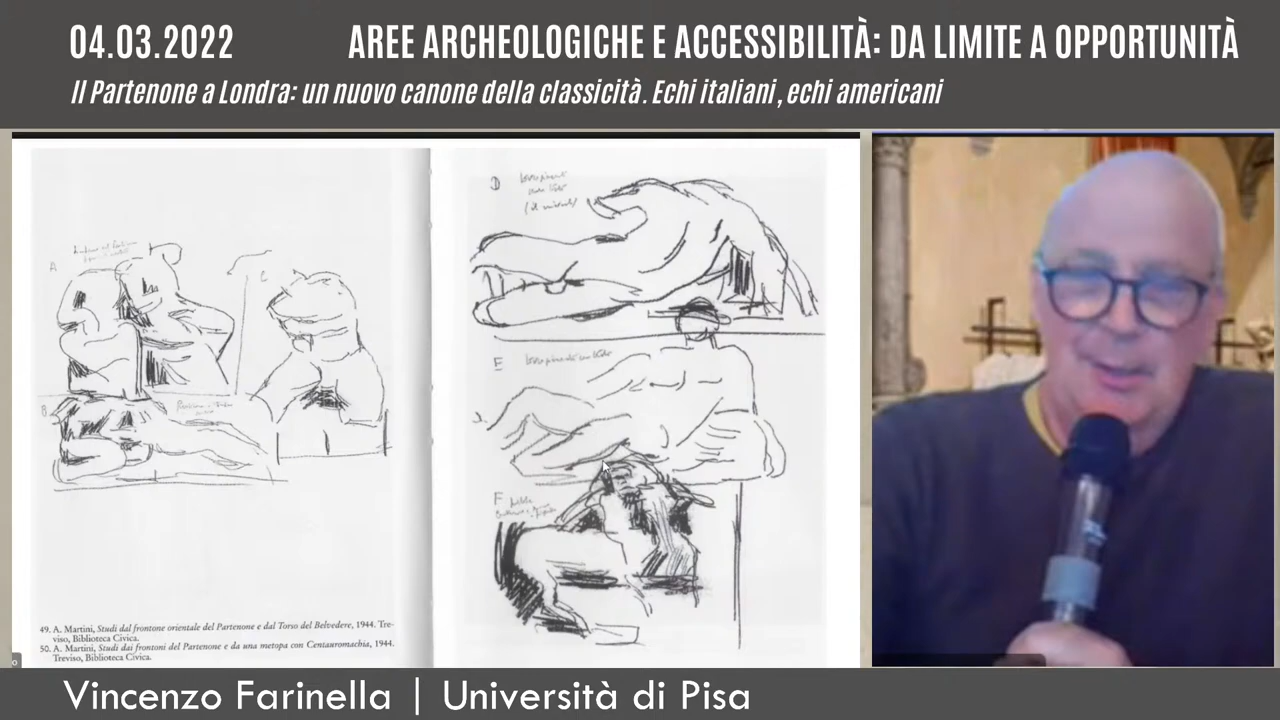 04.03.2022
AREE ARCHEOLOGICHE E ACCESSIBILITÀ: DA LIMITE A OPPORTUNITÀ
Il Partenone a Londra: un nuovo canone della classicità. Echi italiani, echi americani
A
C
B
D
E
F
49. A. Martini, Studi dal frontone orientale del Partenone e dal Torso del Belvedere, 1944. Tre-
viso, Biblioteca Civica.
50. A. Martini, Studi dai frontoni del Partenone e da una metopa con Centauromachia, 1944.
Treviso, Biblioteca Civica.
Vincenzo Farinella | Università di Pisa